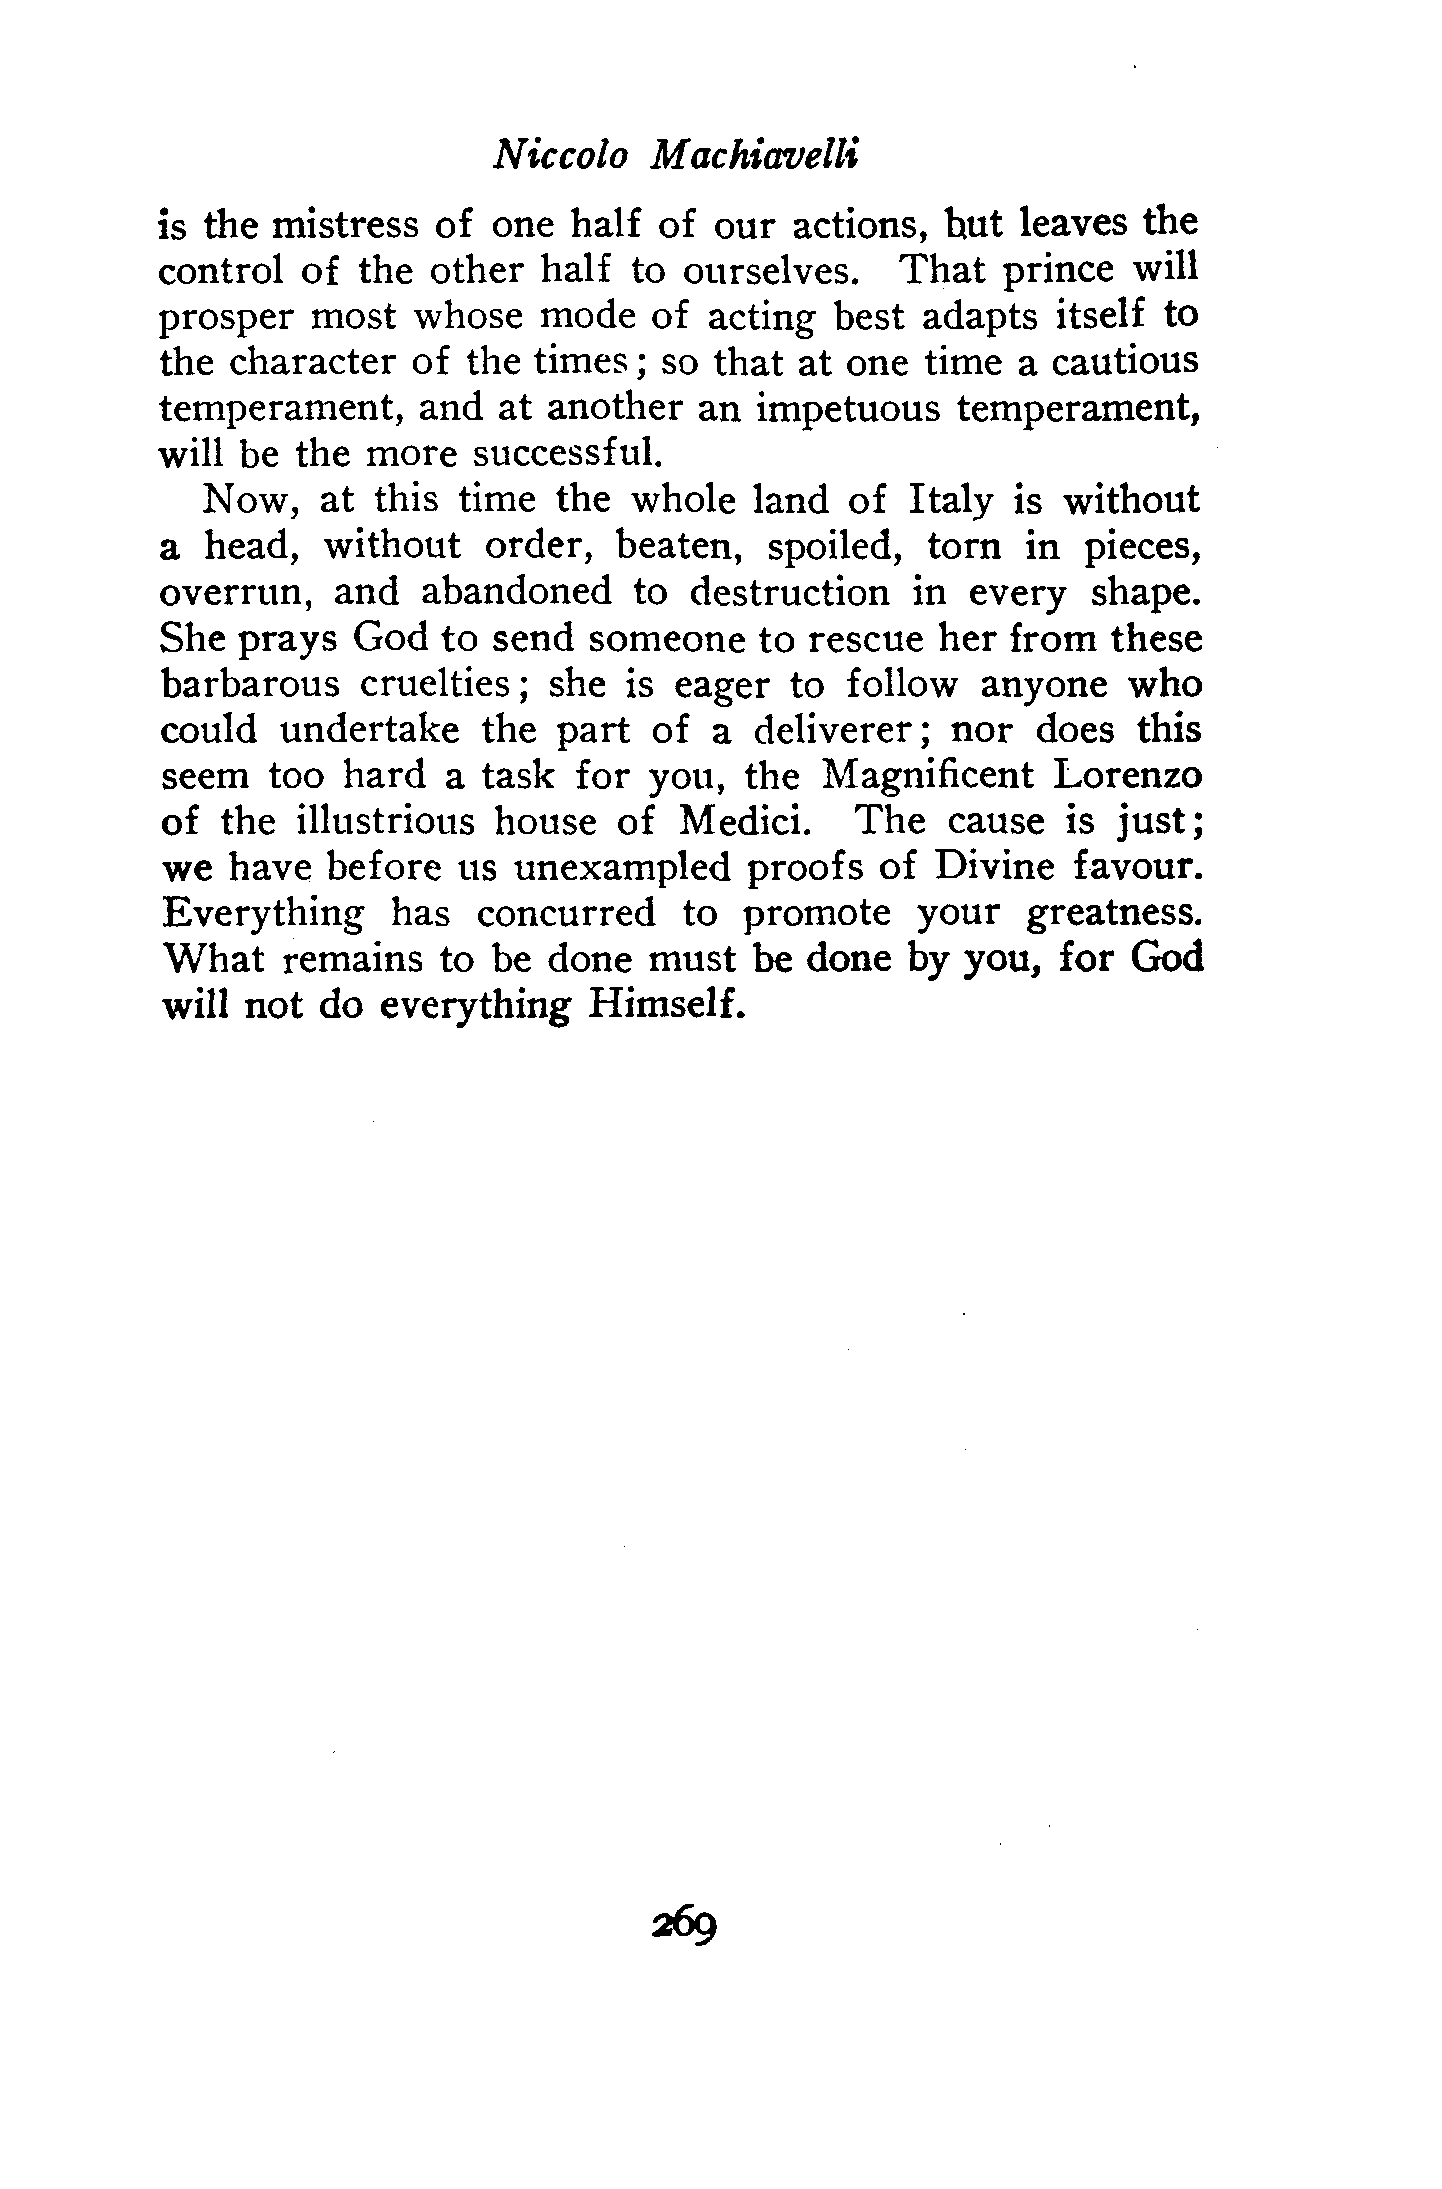 Niccolo Machiavelli
is the mistress of one half of our actions, but leaves the
control of the other half to ourselves. That prince will
prosper most whose mode of acting best adapts itself to
the character of the times; so that at one time a cautious
temperament, and at another an impetuous temperament,
will be the more successful.
Now, at this time the whole land of Italy is without
a head, without order, beaten, spoiled, torn in pieces,
overrun, and abandoned to destruction in every shape.
She prays God to send someone to rescue her from these
barbarous cruelties; she is eager to follow anyone who
could undertake the part of a deliverer; nor does this
seem too hard a task for you, the Magnificent Lorenzo
of the illustrious house of Medici. The cause is just;
we have before us unexampled proofs of Divine favour.
Everything has concurred to promote your greatness.
What remains to be done must be done by you, for God
will not do everything Himself.
269